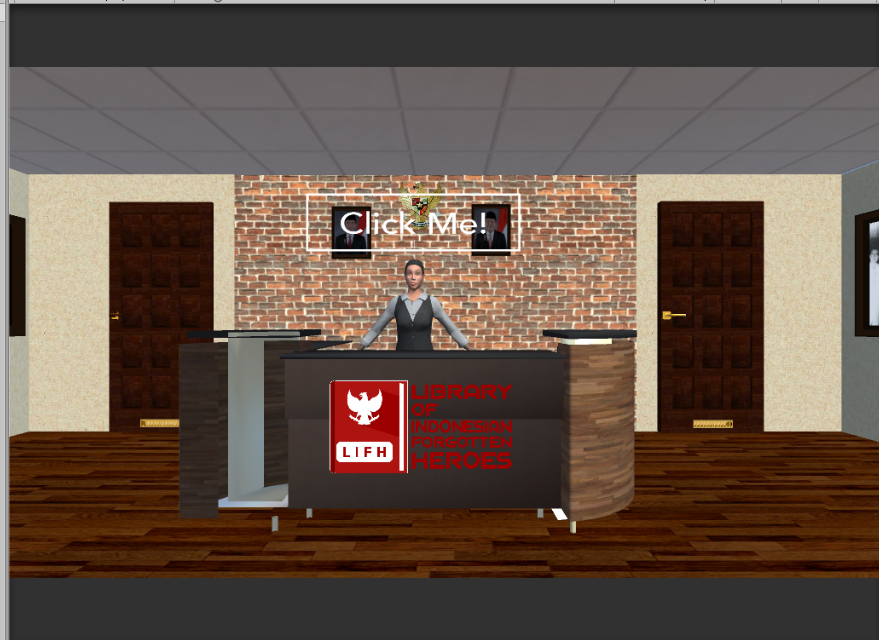 Click Me!
LIBRARY
OF
INDONESIAN
FORGOTTEN
HEROES
LIFH